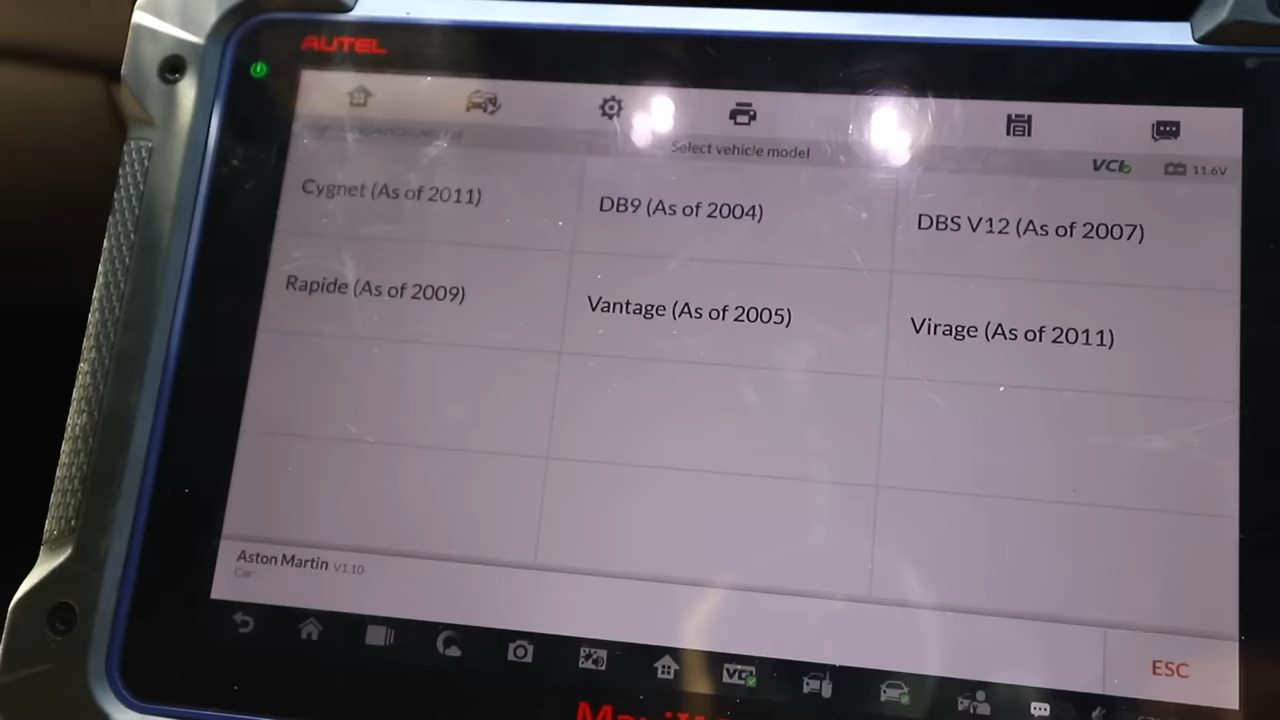 AUTEL
Select vehicle model
VCI
11.6V
Cygnet (As of 2011)
DB9 (As of 2004)
DBS V12 (As of 2007)
Rapide (As of 2009)
Vantage (As of 2005)
Virage (As of 2011)
Aston Martin V1.10
Car:
ESC
VCI